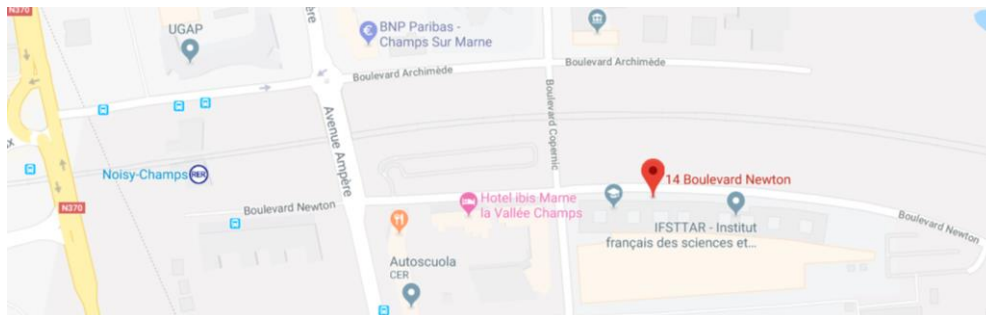 N370
UGAP
ère
BNP Paribas -
Champs Sur Marne
Boulevard Archimède
Boulevard Archimède
Avenue Ampère
Boulevard Copernic
x
Noisy-Champs
RER
14 Boulevard Newton
N370
Boulevard Newton
Hotel ibis Marne
la Vallée Champs
Boulevard Newton
IFSTTAR - Institut
français des sciences et...
Autoscuola
CER